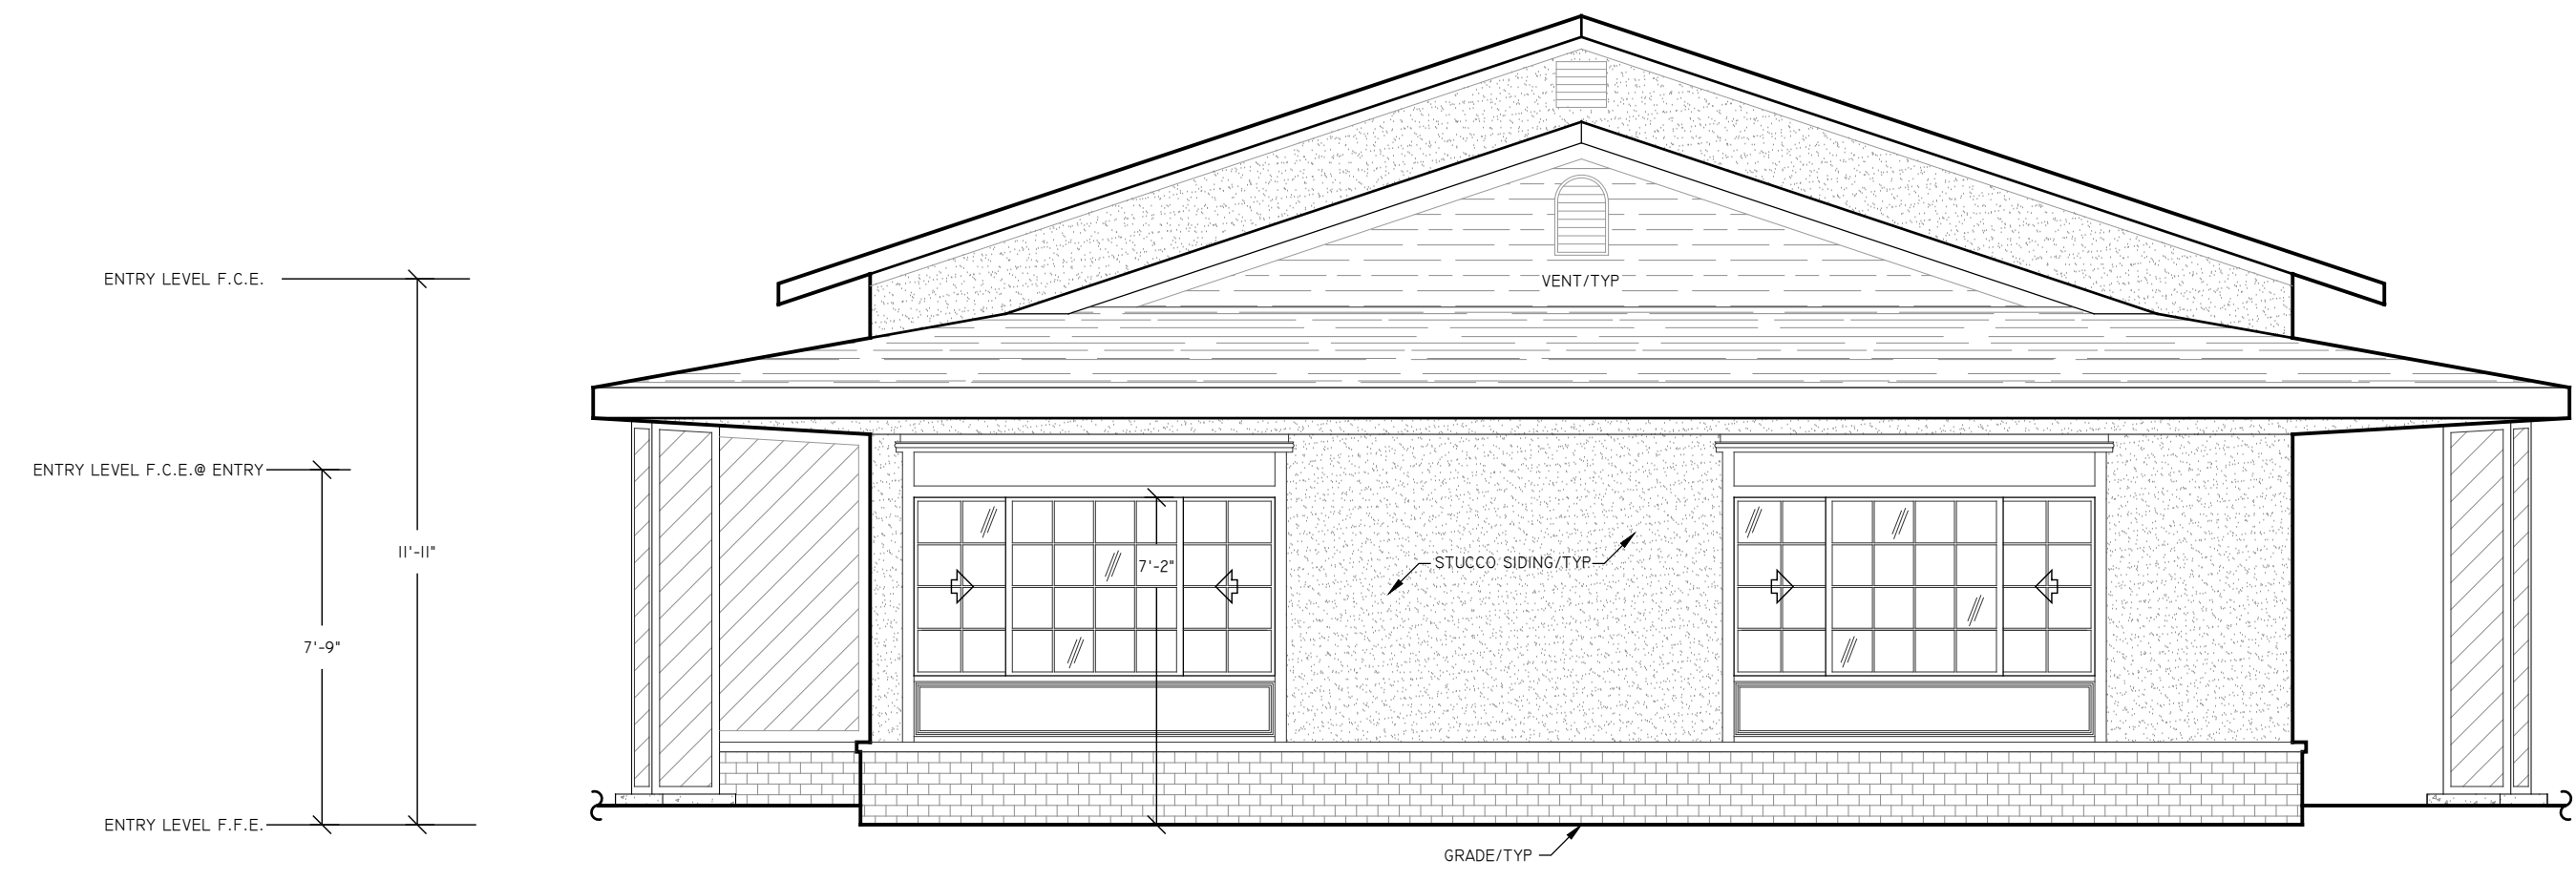 VENT/TYP
ENTRY LEVEL F.C.E.
ENTRY LEVEL F.C.E.@ ENTRY
11'-11"
7'-2"
STUCCO SIDING/TYP
7'-9"
ENTRY LEVEL F.F.E.
GRADE/TYP